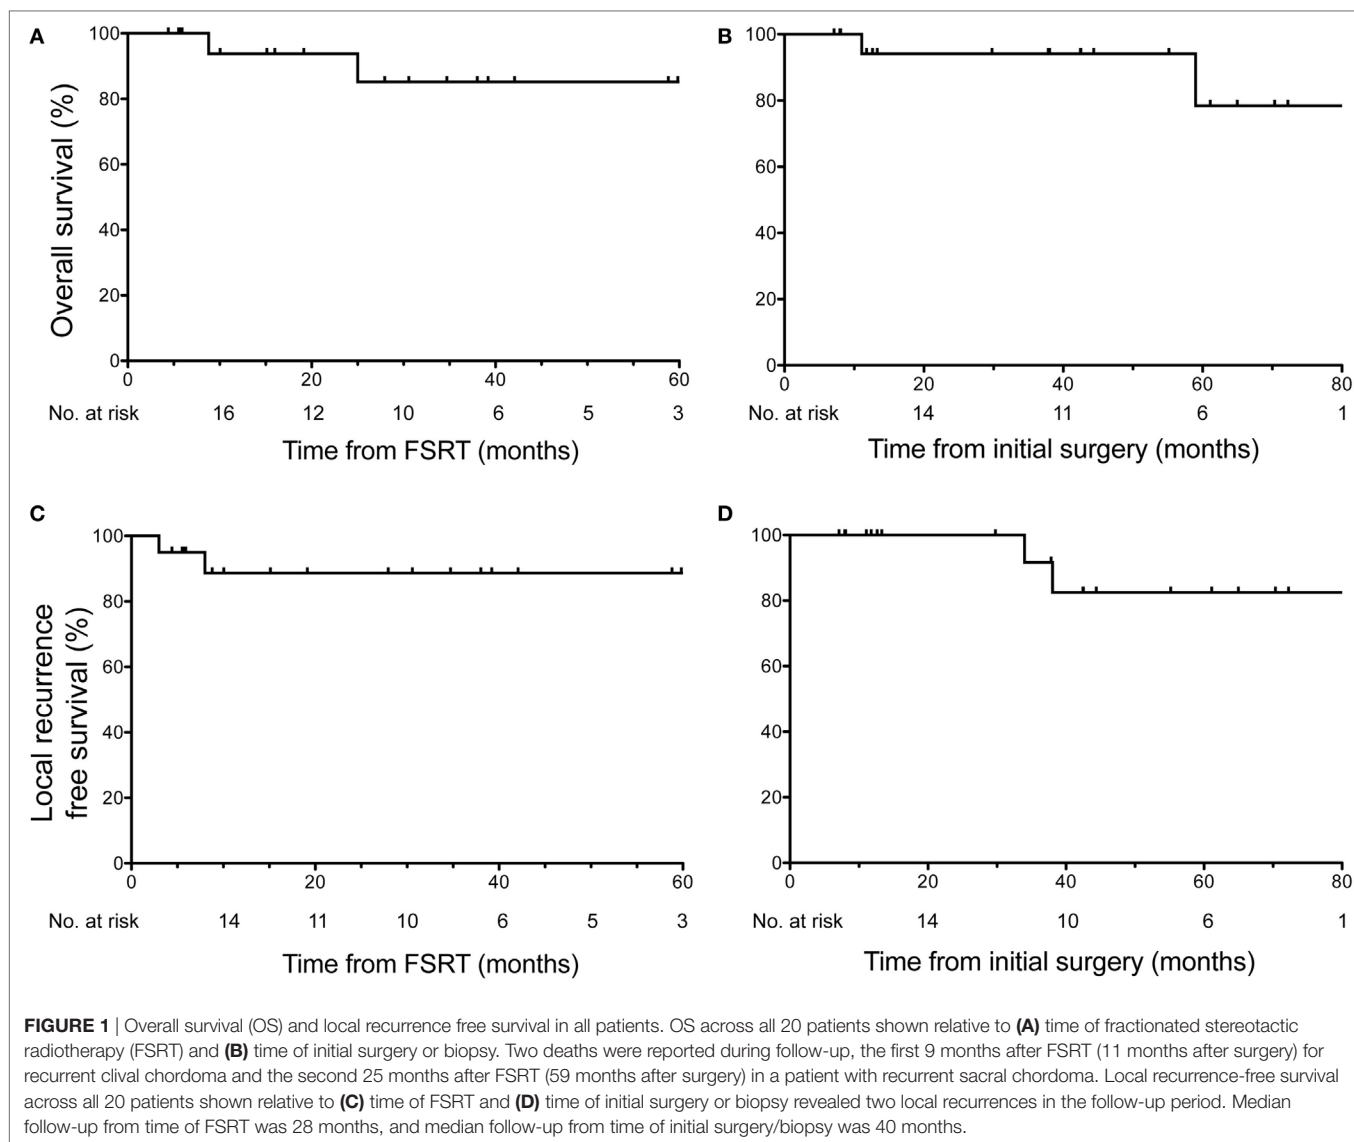 A
100
80
60
40
20
0
Overall survival (%)
0 20 40 60
No. at risk 16 12 10 6 5 3
Time from FSRT (months)
B
100
80
60
40
20
0
0 20 40 60 80
No. at risk 14 11 6 1
Time from initial surgery (months)
C
100
80
60
40
20
0
Local recurrence
free survival (%)
0 20 40 60
No. at risk 14 11 10 6 5 3
Time from FSRT (months)
D
100
80
60
40
20
0
0 20 40 60 80
No. at risk 14 10 6 1
Time from initial surgery (months)
FIGURE 1 | Overall survival (OS) and local recurrence free survival in all patients. OS across all 20 patients shown relative to (A) time of fractionated stereotactic
radiotherapy (FSRT) and (B) time of initial surgery or biopsy. Two deaths were reported during follow-up, the first 9 months after FSRT (11 months after surgery) for
recurrent clival chordoma and the second 25 months after FSRT (59 months after surgery) in a patient with recurrent sacral chordoma. Local recurrence-free survival
across all 20 patients shown relative to (C) time of FSRT and (D) time of initial surgery or biopsy revealed two local recurrences in the follow-up period. Median
follow-up from time of FSRT was 28 months, and median follow-up from time of initial surgery/biopsy was 40 months.